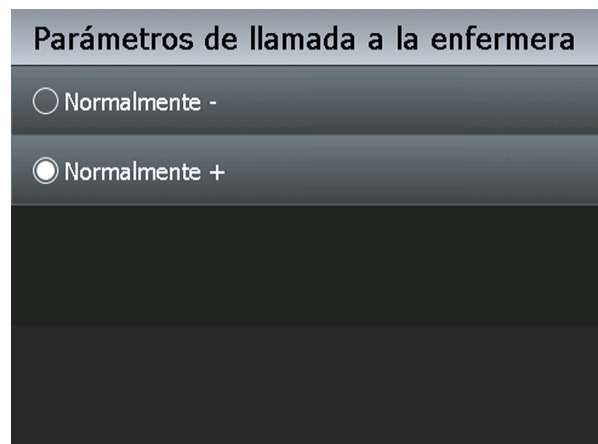 Parámetros de llamada a la enfermera
Normalmente -
Normalmente +